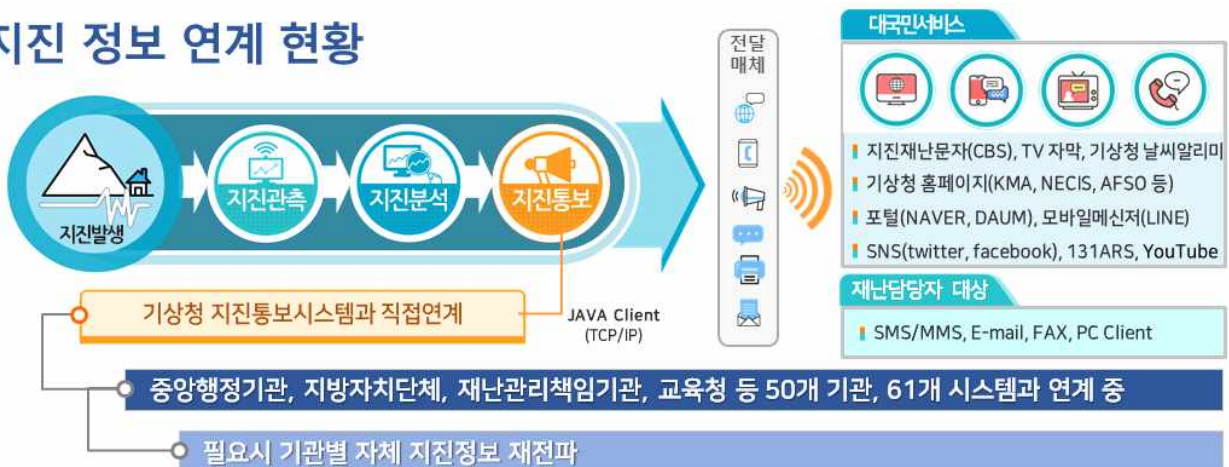 지진 정보 연계 현황
지진발생
지진관측
지진분석
지진통보
전달
매체
대국민서비스
지진재난문자(CBS), TV 자막, 기상청 날씨알리미
기상청 홈페이지(KMA, NECIS, AFSO 등)
포털(NAVER, DAUM), 모바일메신저(LINE)
SNS(twitter, facebook), 131ARS, YouTube
재난담당자 대상
SMS/MMS, E-mail, FAX, PC Client
기상청 지진통보시스템과 직접연계
JAVA Client
(TCP/IP)
중앙행정기관, 지방자치단체, 재난관리책임기관, 교육청 등 50개 기관, 61개 시스템과 연계 중
필요시 기관별 자체 지진정보 재전파